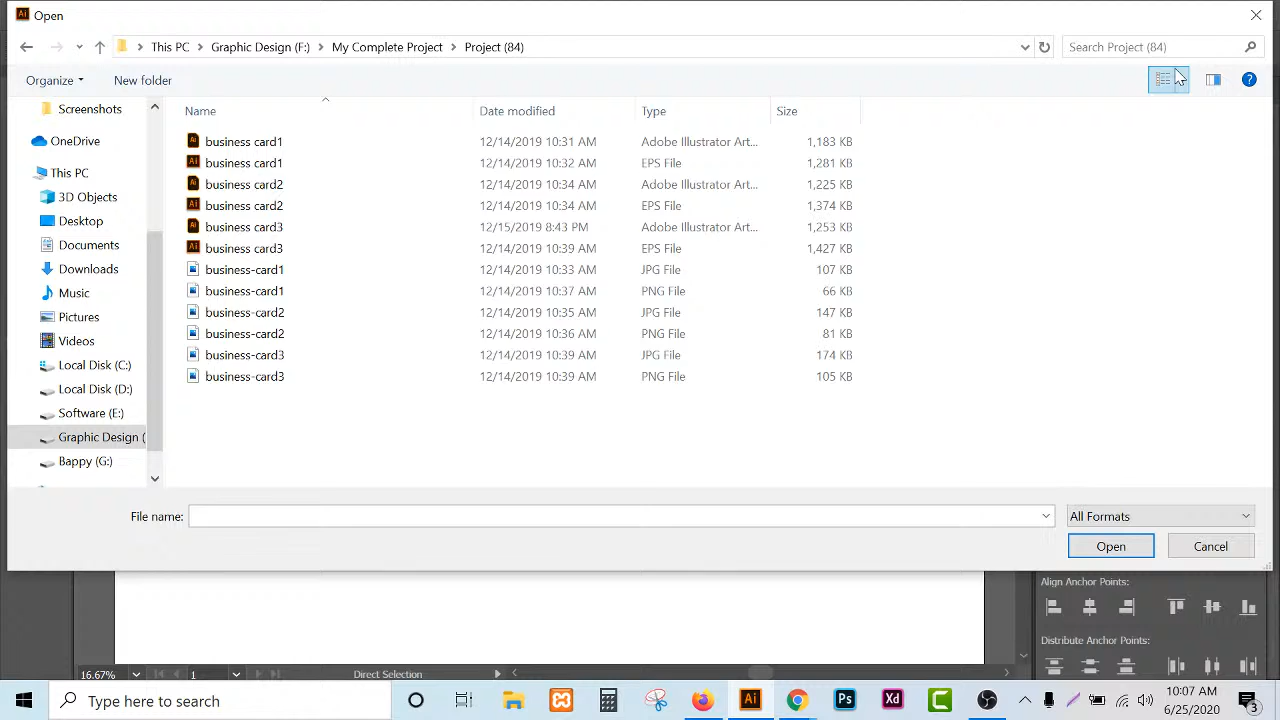 Open
This PC > Graphic Design (F:) > My Complete Project > Project (84)
Search Project (84)
Organize
New folder
Name
Date modified
Type
Size
business card1 12/14/2019 10:31 AM Adobe Illustrator Art... 1,183 KB
business card1 12/14/2019 10:32 AM EPS File 1,281 KB
business card2 12/14/2019 10:34 AM Adobe Illustrator Art... 1,225 KB
business card2 12/14/2019 10:34 AM EPS File 1,374 KB
business card3 12/15/2019 8:43 PM Adobe Illustrator Art... 1,253 KB
business card3 12/14/2019 10:39 AM EPS File 1,427 KB
business-card1 12/14/2019 10:33 AM JPG File 107 KB
business-card1 12/14/2019 10:37 AM PNG File 66 KB
business-card2 12/14/2019 10:35 AM JPG File 147 KB
business-card2 12/14/2019 10:36 AM PNG File 81 KB
business-card3 12/14/2019 10:39 AM JPG File 174 KB
business-card3 12/14/2019 10:39 AM PNG File 105 KB
Screenshots
OneDrive
This PC
3D Objects
Desktop
Documents
Downloads
Music
Pictures
Videos
Local Disk (C:)
Local Disk (D:)
Software (E:)
Graphic Design (
Bappy (G:)
File name:
All Formats
Open
Cancel
Align Anchor Points:
Distribute Anchor Points:
16.67%
1
Direct Selection
Type here to search
Ai
Ps
Xd
C
10:07 AM
6/25/2020
3